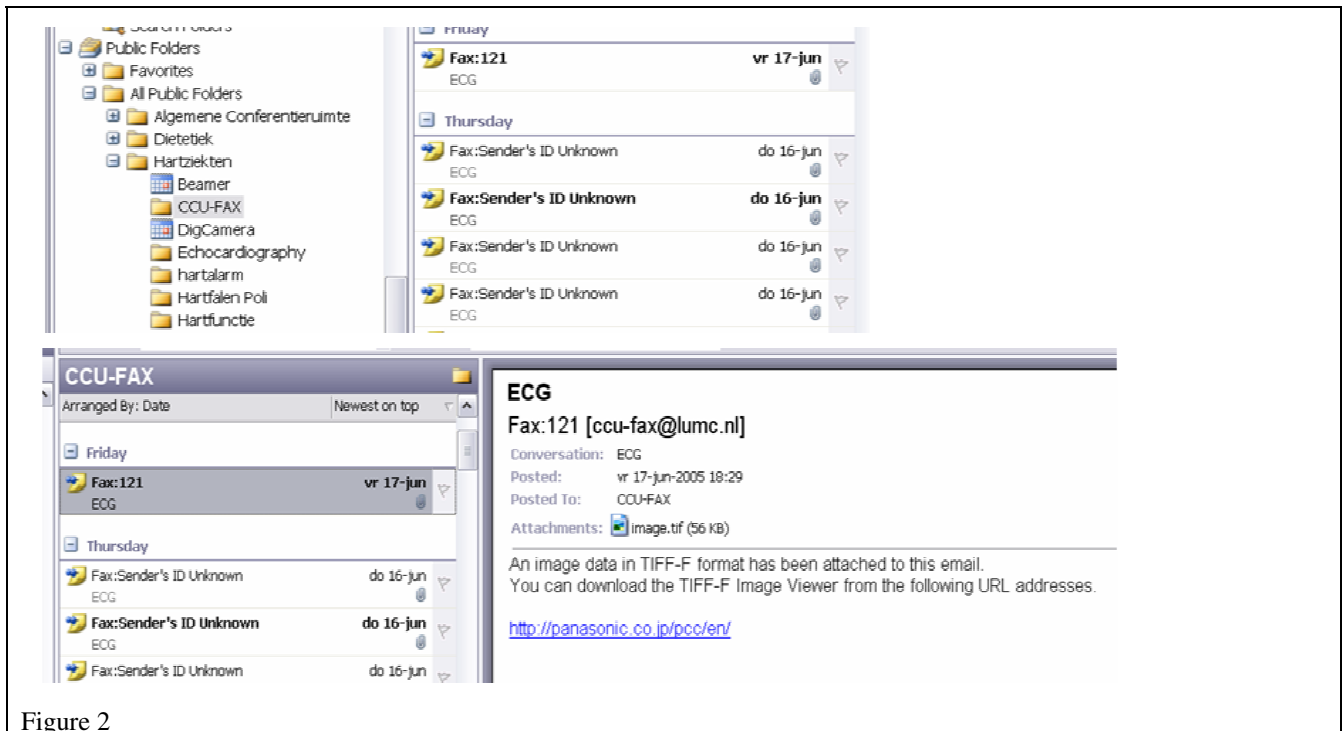 Search Folders
Public Folders
Favorites
All Public Folders
Algemene Conferentieruimte
Dietetiek
Hartziekten
Beamer
CCU-FAX
DigCamera
Echocardiography
hartalarm
Hartfalen Poli
Hartfunctie
Friday
Fax:121 vr 17-jun
ECG
Thursday
Fax:Sender's ID Unknown do 16-jun
ECG
Fax:Sender's ID Unknown do 16-jun
ECG
Fax:Sender's ID Unknown do 16-jun
ECG
Fax:Sender's ID Unknown do 16-jun
ECG
CCU-FAX
Arranged By: Date Newest on top
Friday
Fax:121 vr 17-jun
ECG
Thursday
Fax:Sender's ID Unknown do 16-jun
ECG
Fax:Sender's ID Unknown do 16-jun
ECG
Fax:Sender's ID Unknown do 16-jun
ECG
Fax:121 [ccu-fax@lumc.nl]
Conversation: ECG
Posted: vr 17-jun-2005 18:29
Posted To: CCU-FAX
Attachments: image.tif (56 KB)
An image data in TIFF-F format has been attached to this email.
You can download the TIFF-F Image Viewer from the following URL addresses.
http://panasonic.co.jp/pcc/en/
Figure 2